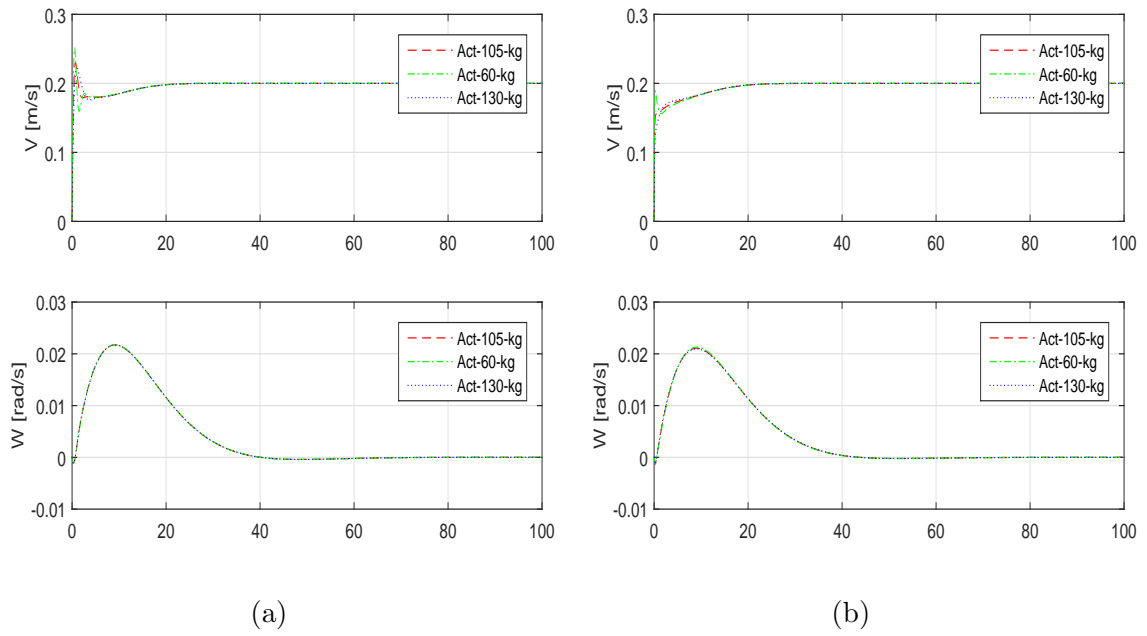 0.3
0.2
0.1
0
V [m/s]
0 20 40 60 80 100
Act-105-kg
Act-60-kg
Act-130-kg
0.3
0.2
0.1
0
V [m/s]
0 20 40 60 80 100
Act-105-kg
Act-60-kg
Act-130-kg
0.03
0.02
0.01
0
-0.01
W [rad/s]
0 20 40 60 80 100
Act-105-kg
Act-60-kg
Act-130-kg
0.03
0.02
0.01
0
-0.01
W [rad/s]
0 20 40 60 80 100
Act-105-kg
Act-60-kg
Act-130-kg
(a)
(b)